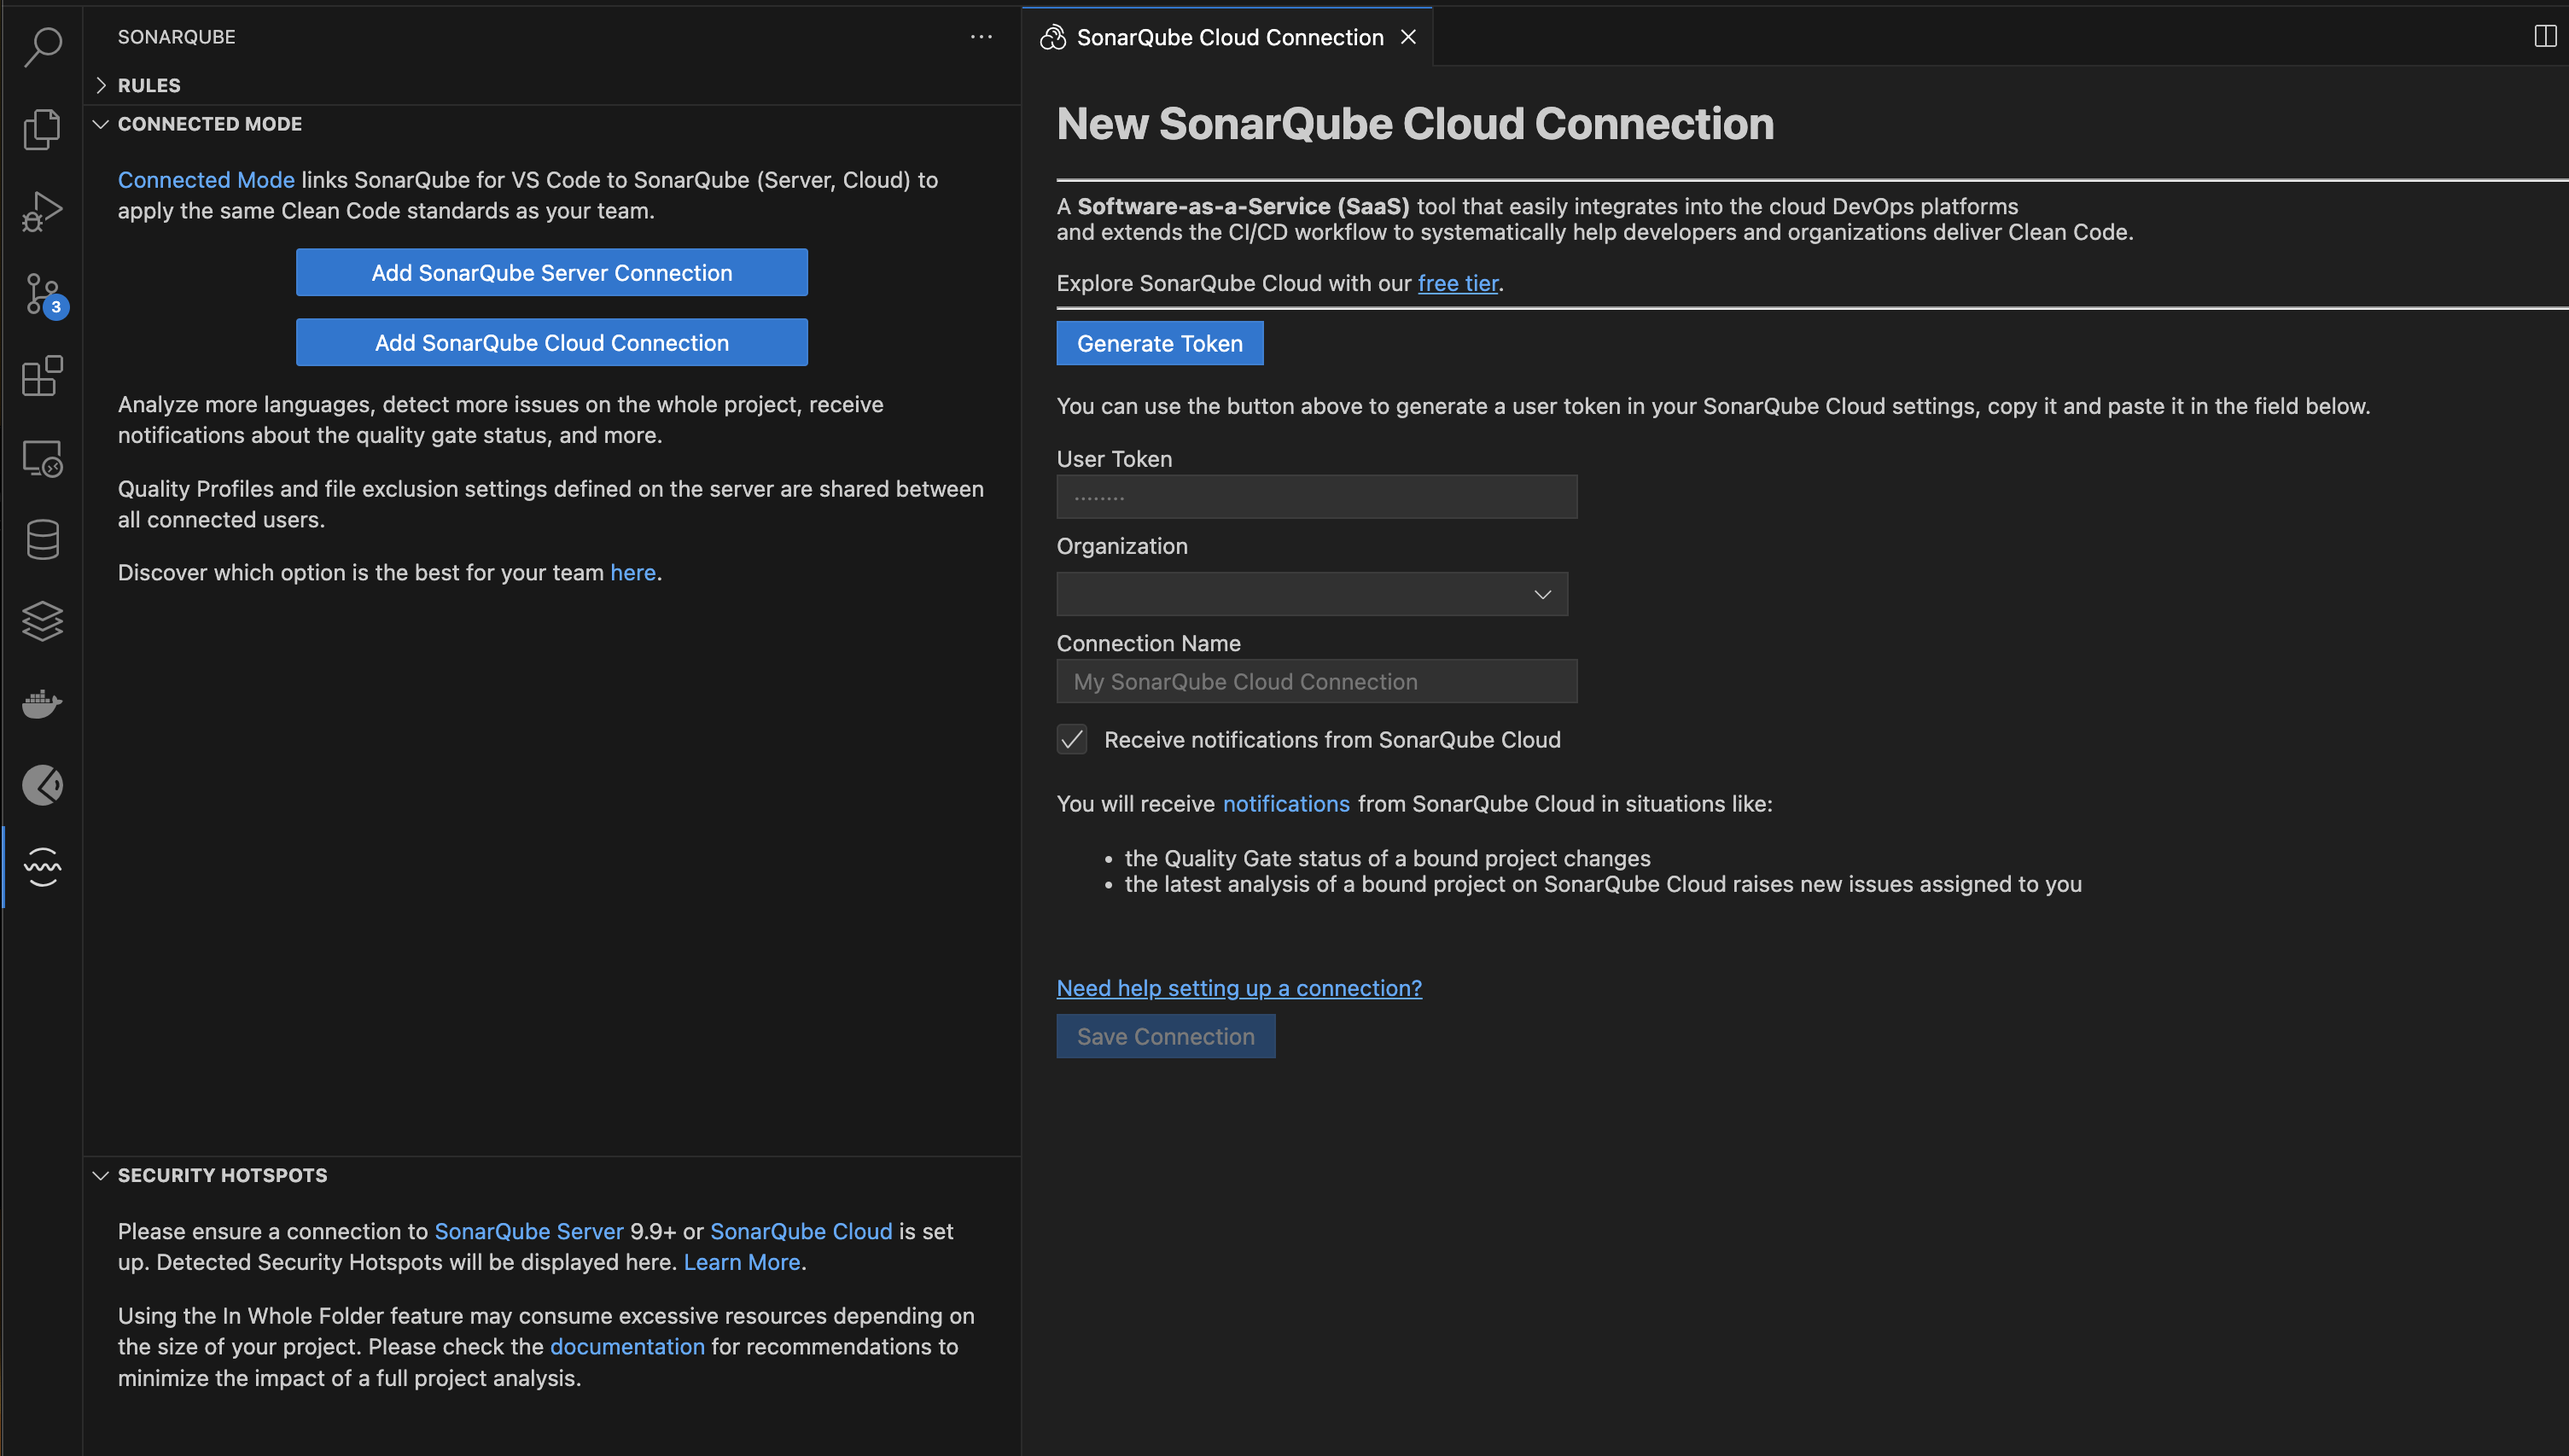 SONARQUBE
RULES
CONNECTED MODE
Connected Mode links SonarQube for VS Code to SonarQube (Server, Cloud) to
apply the same Clean Code standards as your team.
Add SonarQube Server Connection
Add SonarQube Cloud Connection
Analyze more languages, detect more issues on the whole project, receive
notifications about the quality gate status, and more.
Quality Profiles and file exclusion settings defined on the server are shared between
all connected users.
Discover which option is the best for your team here.
3
SECURITY HOTSPOTS
Please ensure a connection to SonarQube Server 9.9+ or SonarQube Cloud is set
up. Detected Security Hotspots will be displayed here. Learn More.
Using the In Whole Folder feature may consume excessive resources depending on
the size of your project. Please check the documentation for recommendations to
minimize the impact of a full project analysis.
SonarQube Cloud Connection
New SonarQube Cloud Connection
A Software-as-a-Service (SaaS) tool that easily integrates into the cloud DevOps platforms
and extends the CI/CD workflow to systematically help developers and organizations deliver Clean Code.
Explore SonarQube Cloud with our free tier.
Generate Token
You can use the button above to generate a user token in your SonarQube Cloud settings, copy it and paste it in the field below.
User Token
········
Organization
Connection Name
My SonarQube Cloud Connection
Receive notifications from SonarQube Cloud
You will receive notifications from SonarQube Cloud in situations like:
• the Quality Gate status of a bound project changes
• the latest analysis of a bound project on SonarQube Cloud raises new issues assigned to you
Need help setting up a connection?
Save Connection